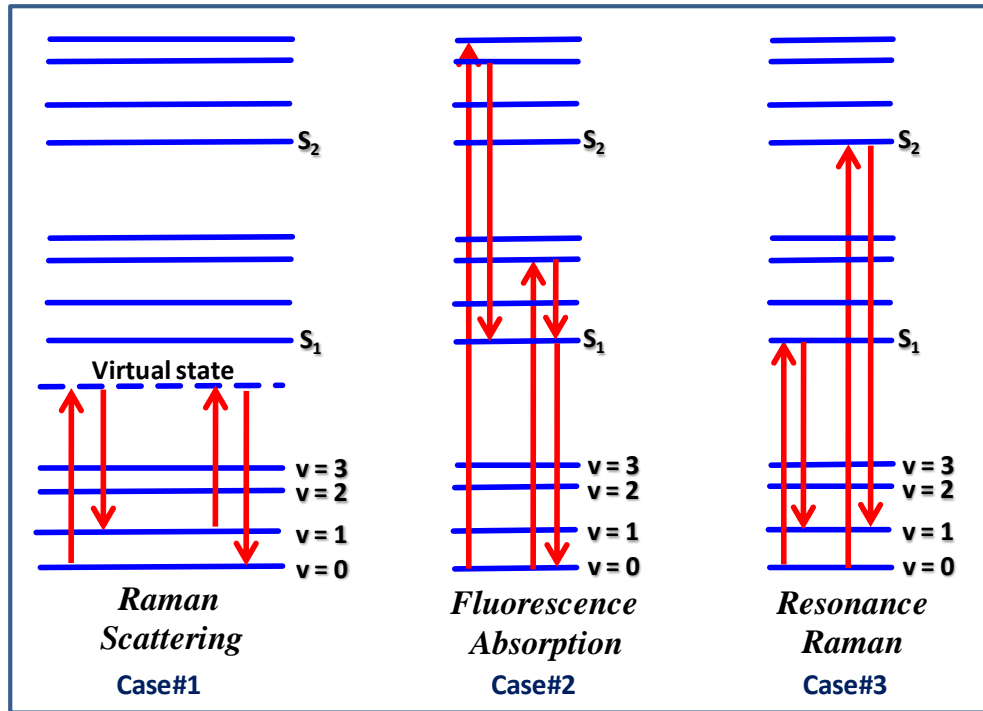 S₂
S₁
Virtual state
v = 3
v = 2
v = 1
v = 0
Raman
Scattering
Case#1
S₂
S₁
v = 3
v = 2
v = 1
v = 0
Fluorescence
Absorption
Case#2
S₂
S₁
v = 3
v = 2
v = 1
v = 0
Resonance
Raman
Case#3